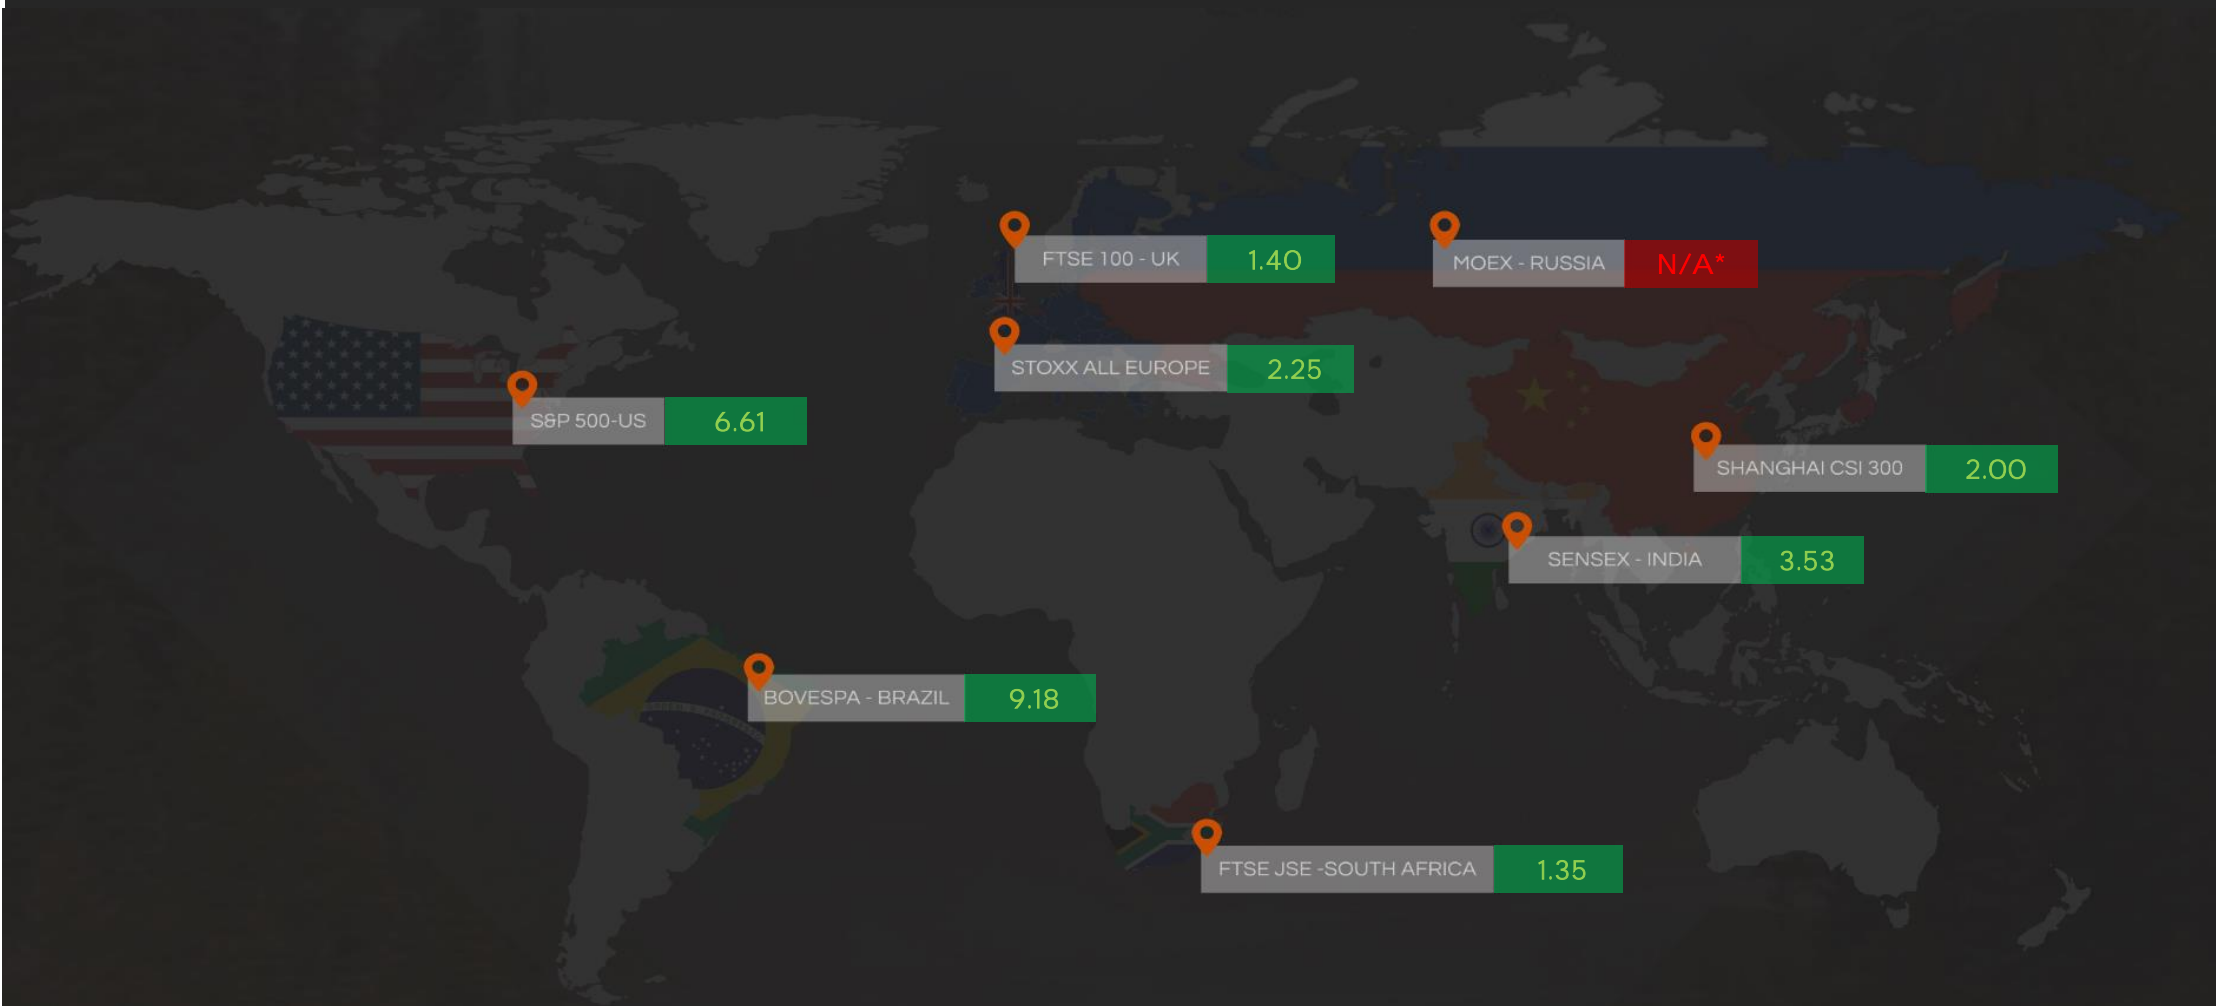 FTSE 100 - UK 1.40
MOEX - RUSSIA N/A*
STOXX ALL EUROPE 2.25
S&P 500-US 6.61
SHANGHAI CSI 300 2.00
SENSEX - INDIA 3.53
BOVESPA - BRAZIL 9.18
FTSE JSE -SOUTH AFRICA 1.35